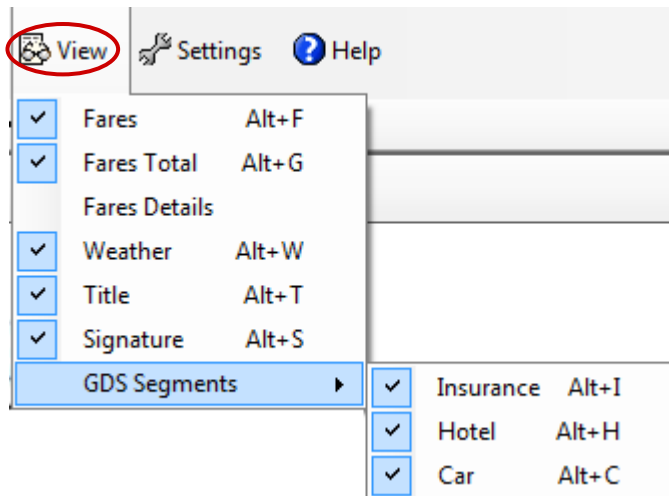 View Settings Help
Fares Alt+F
Fares Total Alt+G
Fares Details
Weather Alt+W
Title Alt+T
Signature Alt+S
GDS Segments
Insurance Alt+I
Hotel Alt+H
Car Alt+C